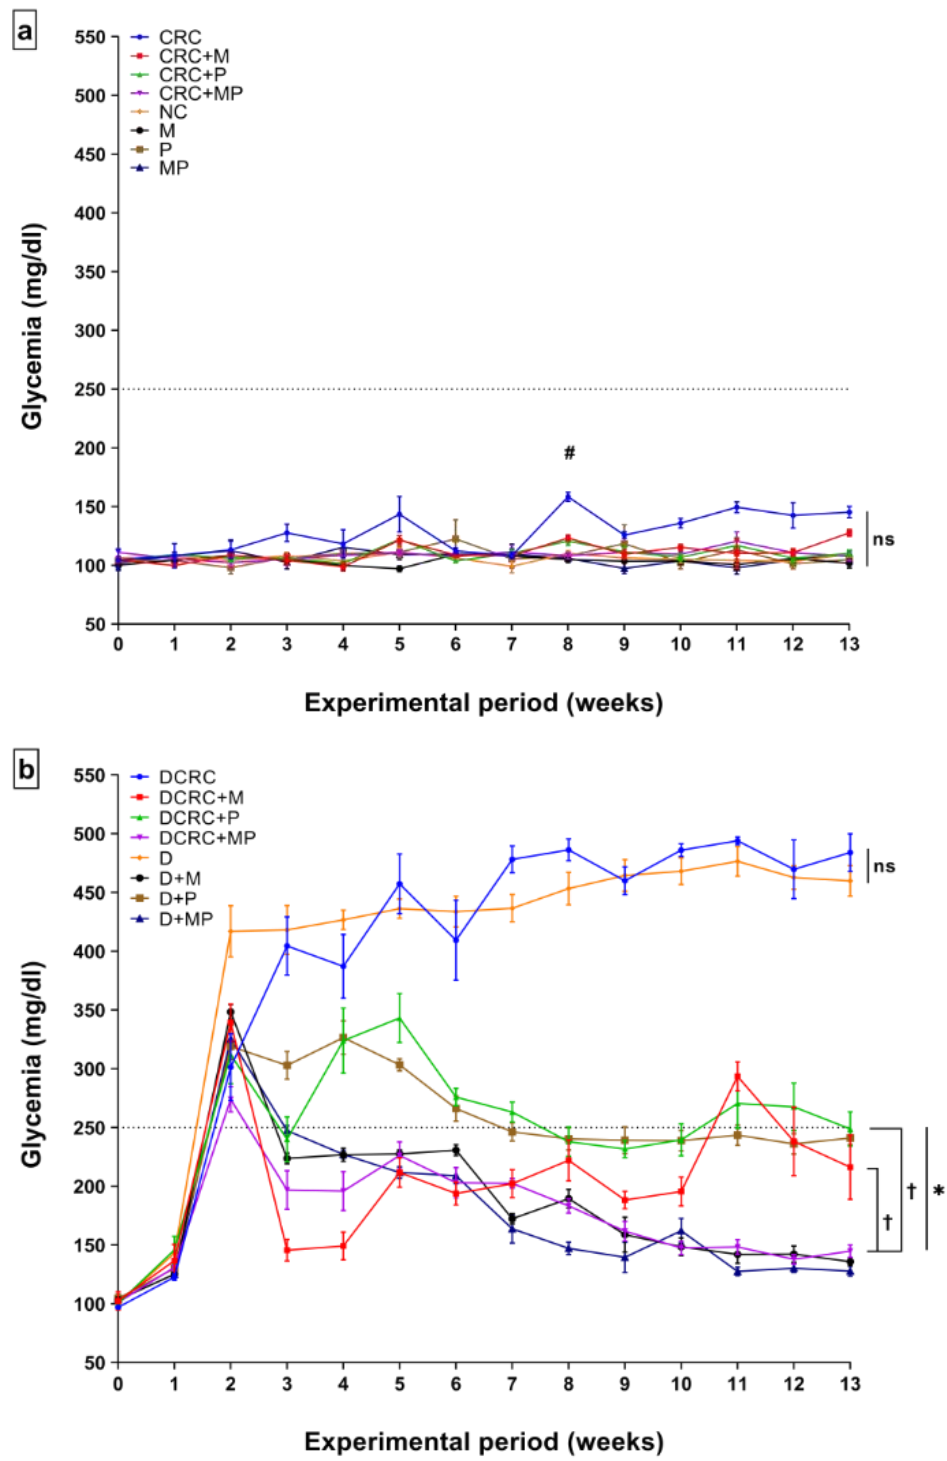 a
550
500
450
400
350
300
250
200
150
100
50
Glycemia (mg/dl)
CRC
CRC+M
CRC+P
CRC+MP
NC
M
P
MP
#
ns
0 1 2 3 4 5 6 7 8 9 10 11 12 13
Experimental period (weeks)
b
550
500
450
400
350
300
250
200
150
100
50
Glycemia (mg/dl)
DCRC
DCRC+M
DCRC+P
DCRC+MP
D
D+M
D+P
D+MP
ns
† *
†
0 1 2 3 4 5 6 7 8 9 10 11 12 13
Experimental period (weeks)